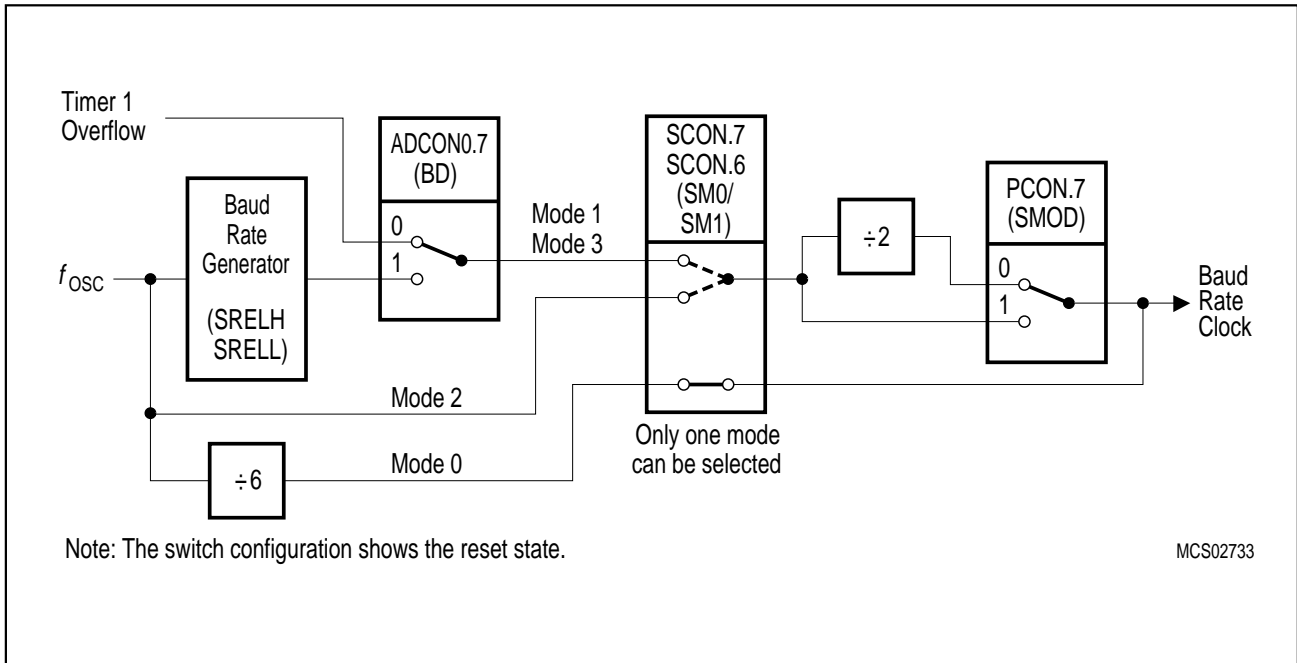 Timer 1
Overflow
ADCON0.7
(BD)
0
1
Baud
Rate
Generator
(SRELH
SRELL)
f OSC
Mode 1
Mode 3
Mode 2
Mode 0
÷6
SCON.7
SCON.6
(SM0/
SM1)
Only one mode
can be selected
÷2
PCON.7
(SMOD)
0
1
Baud
Rate
Clock
Note: The switch configuration shows the reset state.
MCS02733